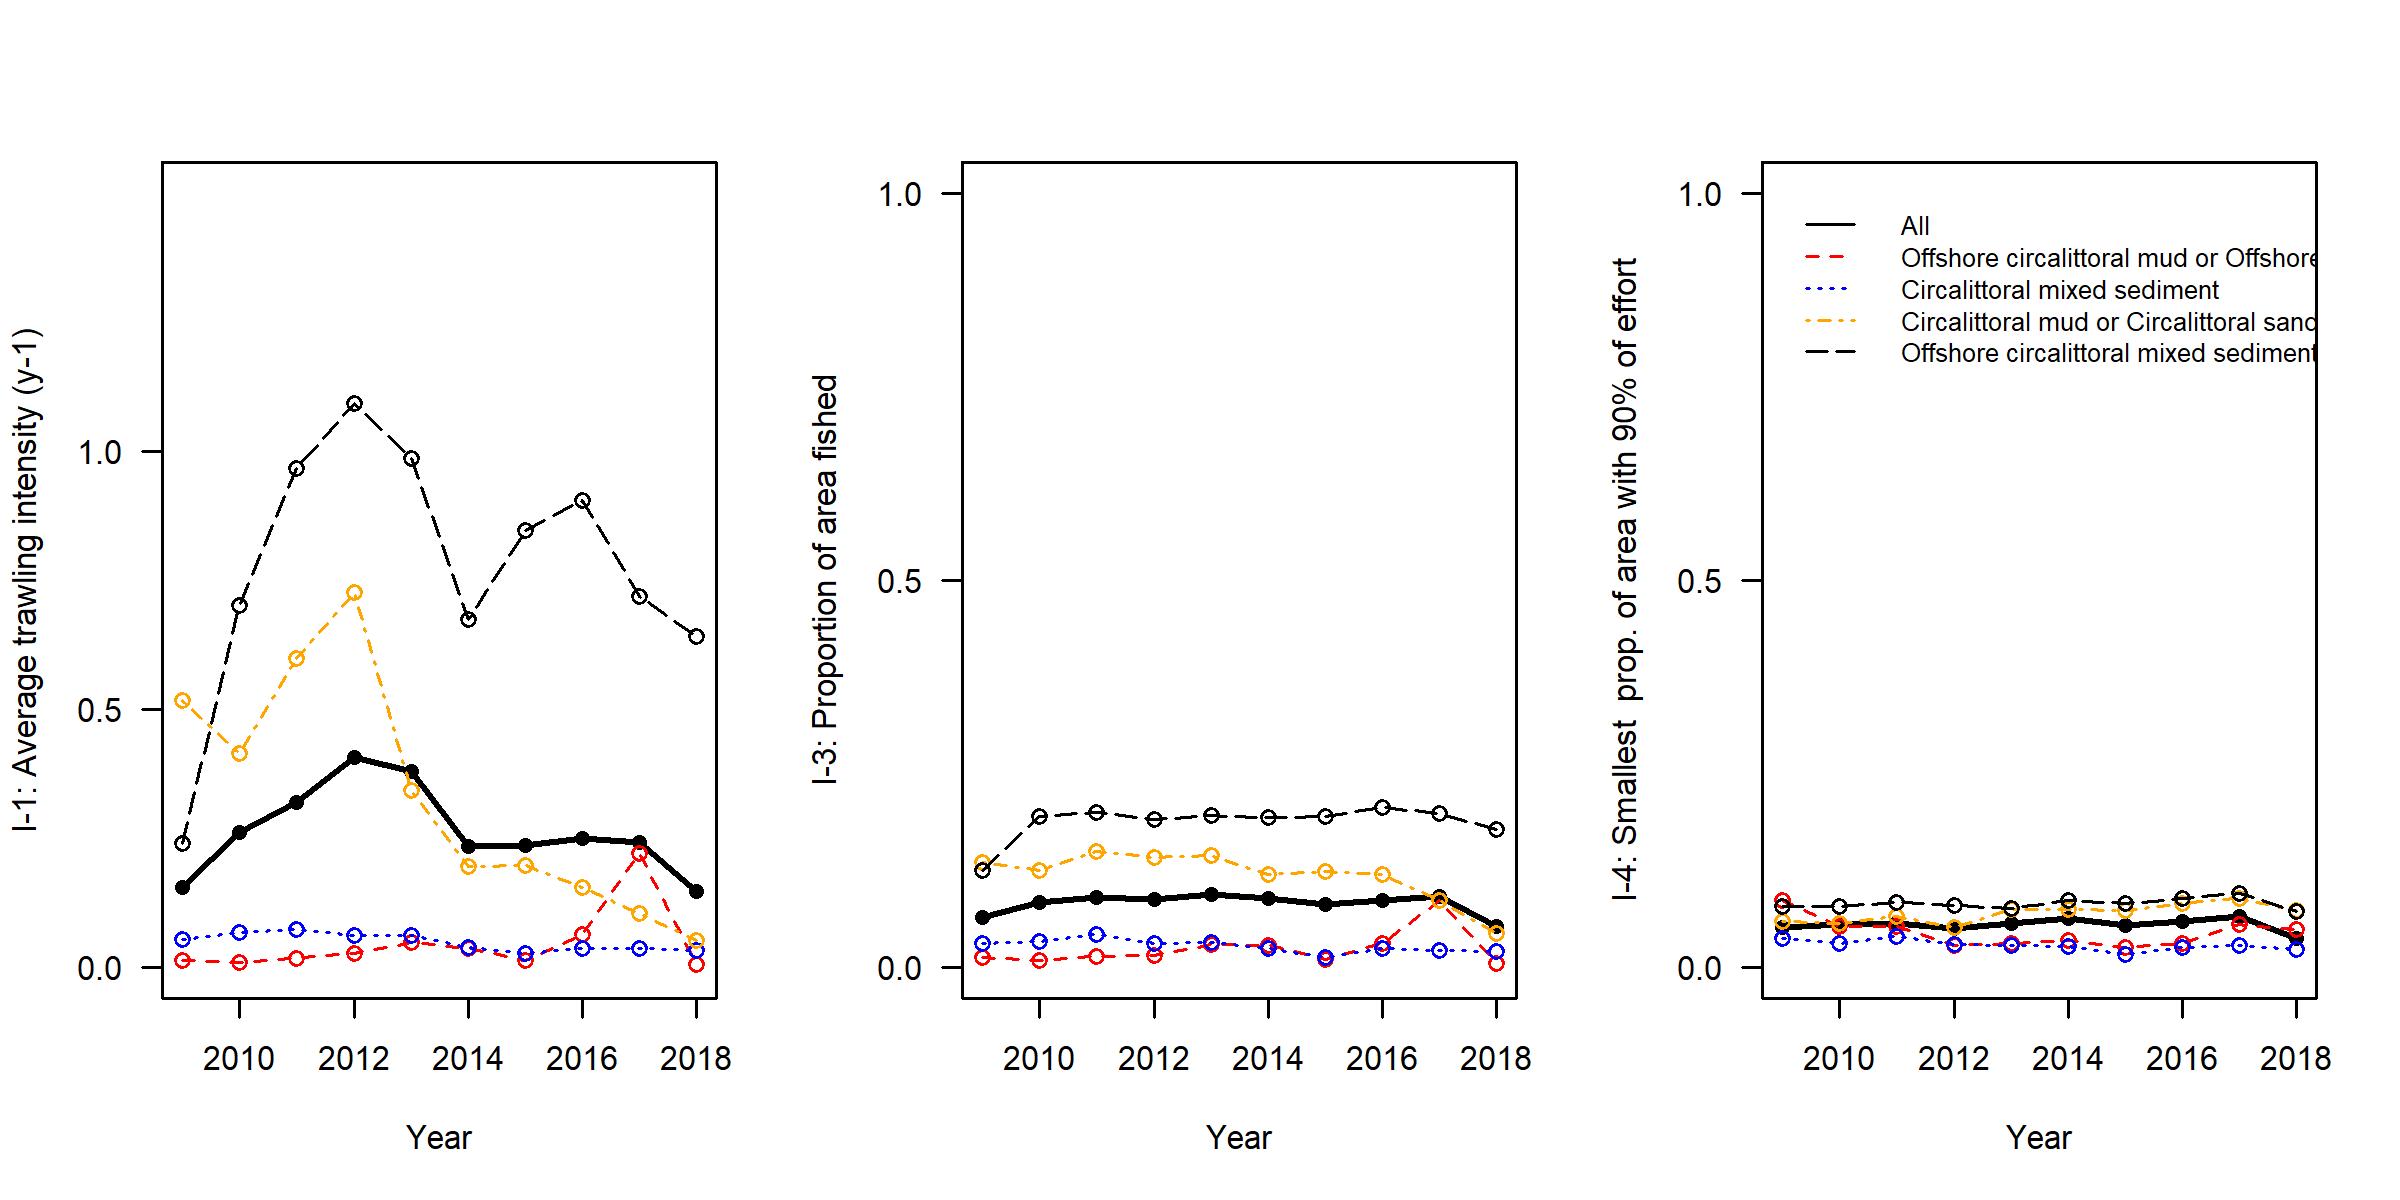 I-1: Average trawling intensity (y-1)
1.0
0.5
0.0
2010 2012 2014 2016 2018
Year
I-3: Proportion of area fished
1.0
0.5
0.0
2010 2012 2014 2016 2018
Year
I-4: Smallest prop. of area with 90% of effort
1.0
0.5
0.0
All
Offshore circalittoral mud or Offshore
Circalittoral mixed sediment
Circalittoral mud or Circalittoral sand
Offshore circalittoral mixed sediment
2010 2012 2014 2016 2018
Year